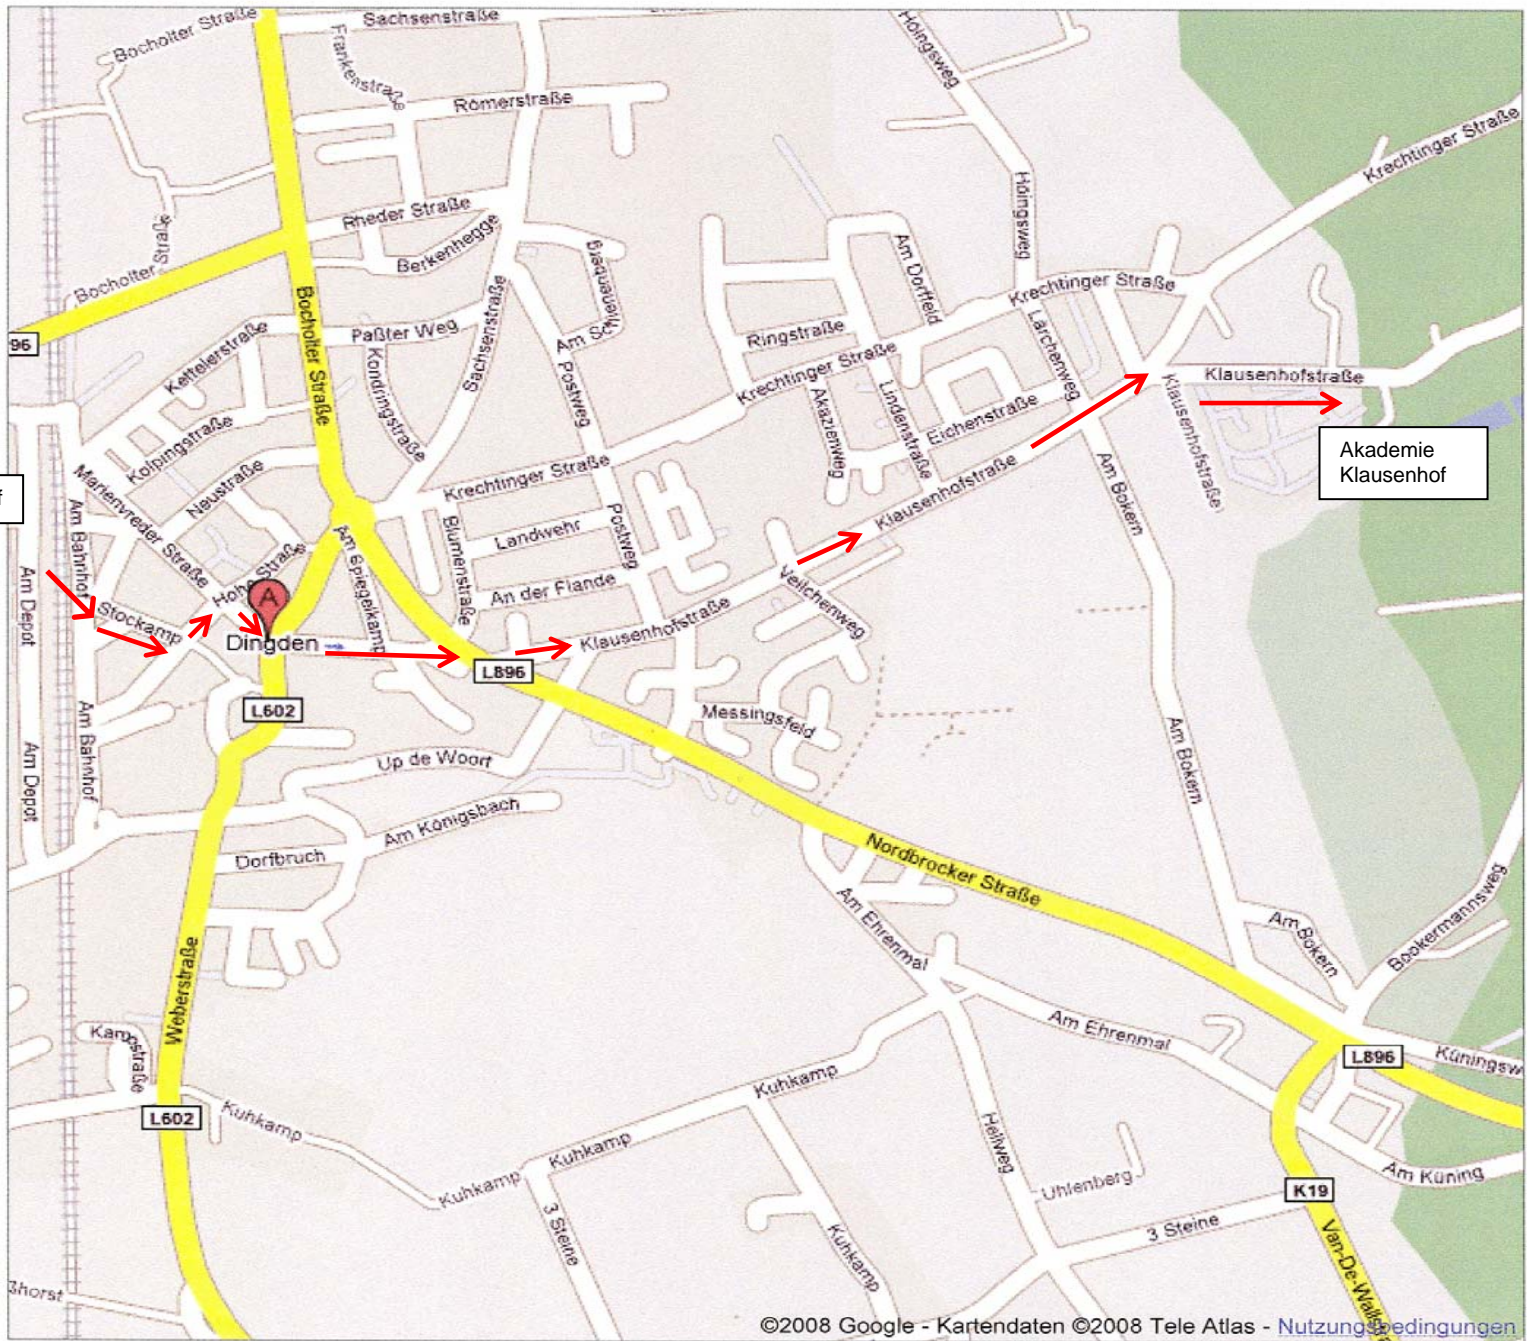 Sachsenstraße
Bocholter Straße
Frankenstraße
Römerstraße
Höingsweg
Krechtinger Straße
Rheder Straße
Berkenhegge
Bocholter Straße
Höingsweg
Am Dorffeld
Krechtinger Straße
Bocholter Straße
Sachsenstraße
Paßter Weg
Kettelerstraße
Kondringstraße
Am Sc
hienenberg
Ringstraße
Krechtinger Straße
Lärchenweg
96
Postweg
Akazienweg
Lindenstraße
Eichenstraße
Klausenhofstraße
Klausenhofstraße
Kolpingstraße
Neustraße
Marienvreder Straße
Krechtinger Straße
Klausenhofstraße
Am Bokern
Akademie
Klausenhof
f
Am Bahnhof
Hohe Straße
Am Spiegelkamp
Blumenstraße
Landwehr
An der Flande
Postweg
Veilchenweg
Klausenhofstraße
Am Depot
Stockamp
A
Dingden
L896
L602
Messingsfeld
Am Bokern
Am Bahnhof
Am Depot
Up de Woort
Am Königsbach
Dorfbruch
Nordbrocker Straße
Am Ehrenmal
Am Bokern
Bookermannsweg
Weberstraße
Am Ehrenmal
L896
Küningsw
Kampstraße
L602
Kuhkamp
Kuhkamp
Kuhkamp
Kuhkamp
Hellweg
Uhlenberg
Am Küning
K19
3 Steine
3 Steine
Kuhkamp
Van-De-Wall
ßhorst
©2008 Google - Kartendaten ©2008 Tele Atlas - Nutzungsbedingungen